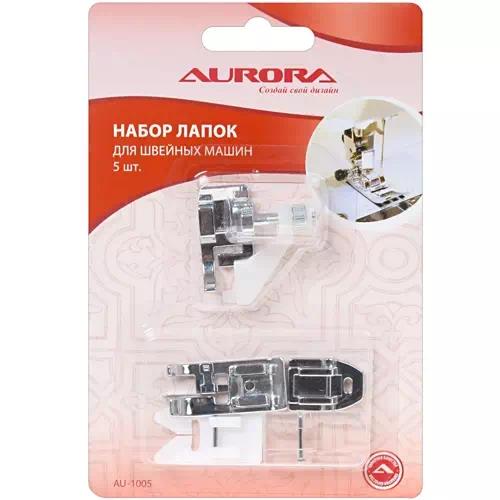 AURORA
Создай свой дизайн
НАБОР ЛАПОК
ДЛЯ ШВЕЙНЫХ МАШИН
5 шт.
AU-1005